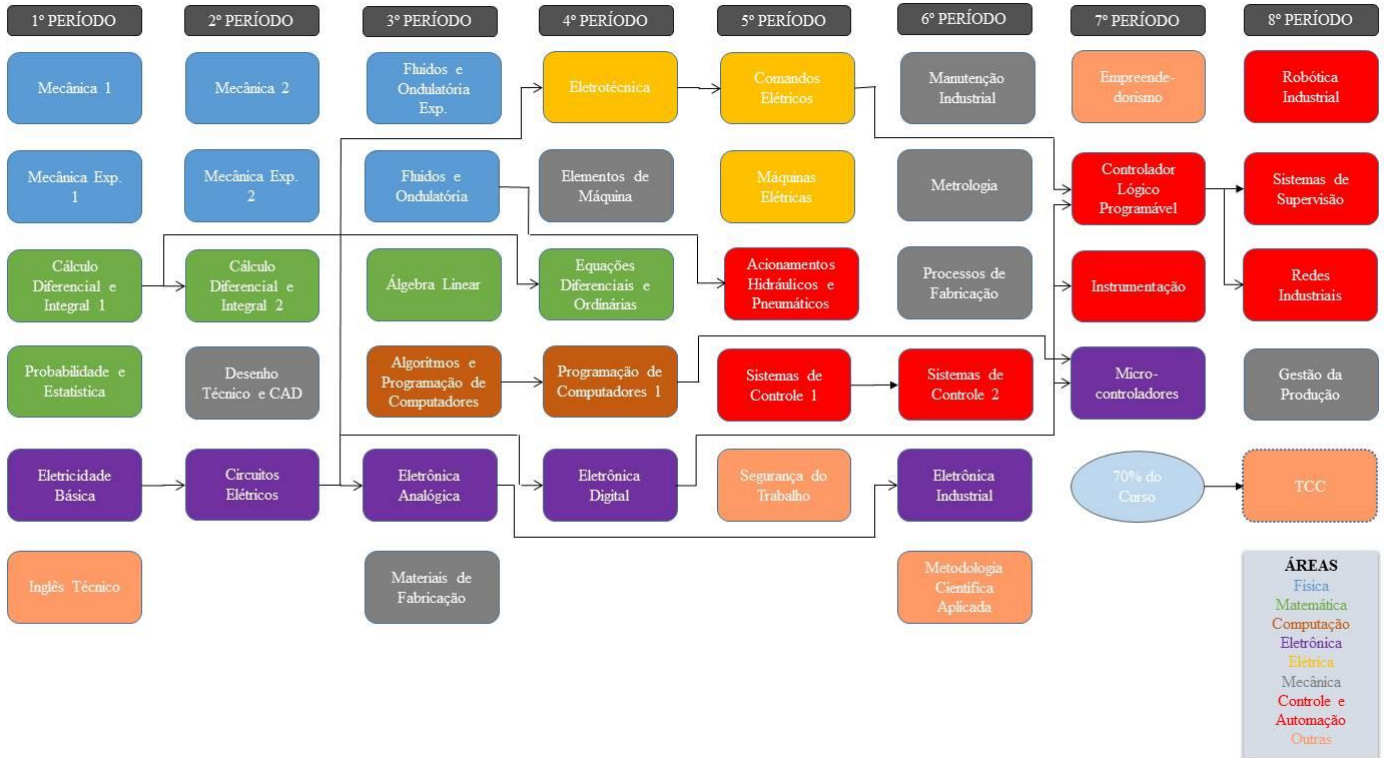 1º PERÍODO
2º PERÍODO
3º PERÍODO
4º PERÍODO
5º PERÍODO
6º PERÍODO
7º PERÍODO
8º PERÍODO
Mecânica 1
Mecânica 2
Fluidos e
Ondulatória
Exp.
Eletrotécnica
Comandos
Elétricos
Manutenção
Industrial
Empreende-
dorismo
Robótica
Industrial
Mecânica Exp.
1
Mecânica Exp.
2
Fluidos e
Ondulatória
Elementos de
Máquina
Máquinas
Elétricas
Metrologia
Controlador
Lógico
Programável
Sistemas de
Supervisão
Cálculo
Diferencial e
Integral 1
Cálculo
Diferencial e
Integral 2
Álgebra Linear
Equações
Diferenciais e
Ordinárias
Acionamentos
Hidráulicos e
Pneumáticos
Processos de
Fabricação
Instrumentação
Redes
Industriais
Probabilidade e
Estatística
Desenho
Técnico e CAD
Algoritmos e
Programação de
Computadores
Programação de
Computadores 1
Sistemas de
Controle 1
Sistemas de
Controle 2
Micro-
controladores
Gestão da
Produção
Eletricidade
Básica
Circuitos
Elétricos
Eletrônica
Analógica
Eletrônica
Digital
Segurança do
Trabalho
Eletrônica
Industrial
70% do
Curso
TCC
Inglês Técnico
Materiais de
Fabricação
Metodologia
Científica
Aplicada
ÁREAS
Física
Matemática
Computação
Eletrônica
Elétrica
Mecânica
Controle e
Automação
Outras